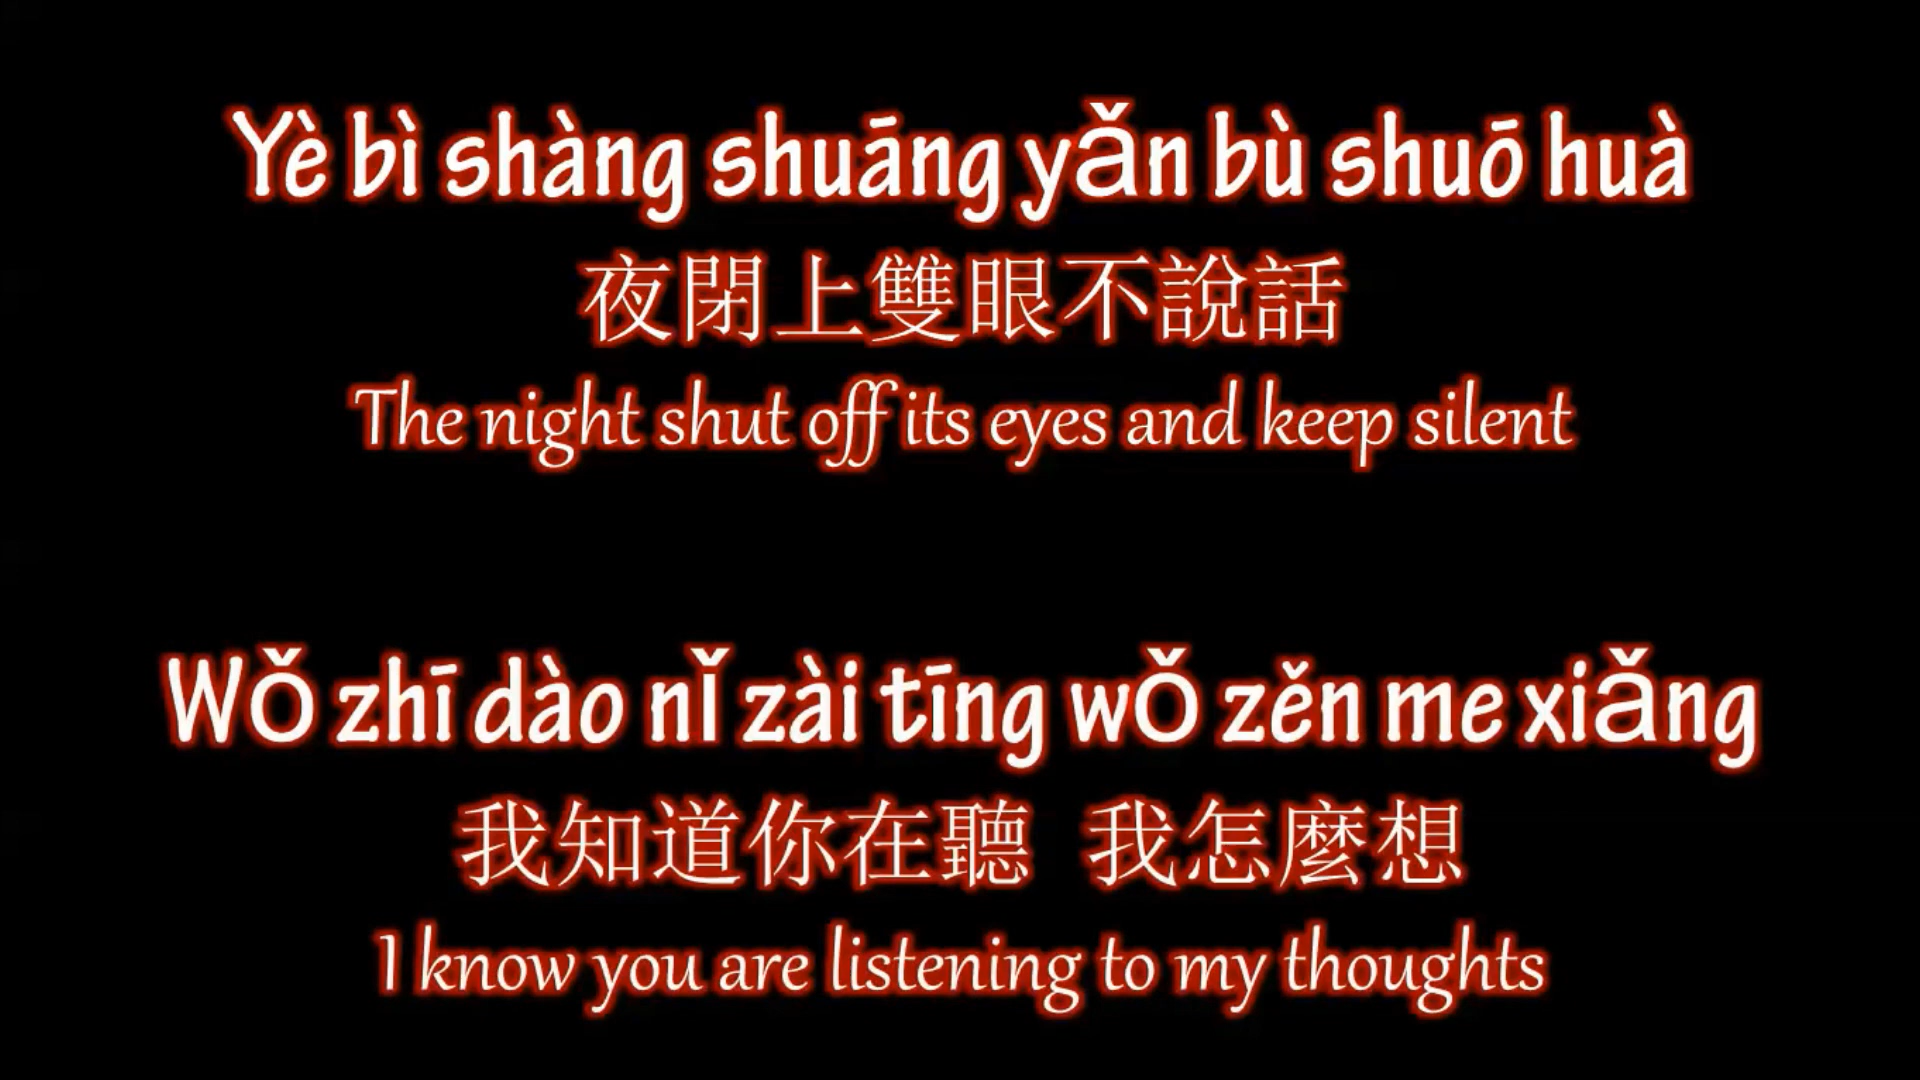 Yè bì shàng shuāng yǎn bù shuō huà
夜閉上雙眼不說話
The night shut off its eyes and keep silent
Wǒ zhī dào nǐ zài tīng wǒ zěn me xiǎng
我知道你在聽 我怎麼想
I know you are listening to my thoughts